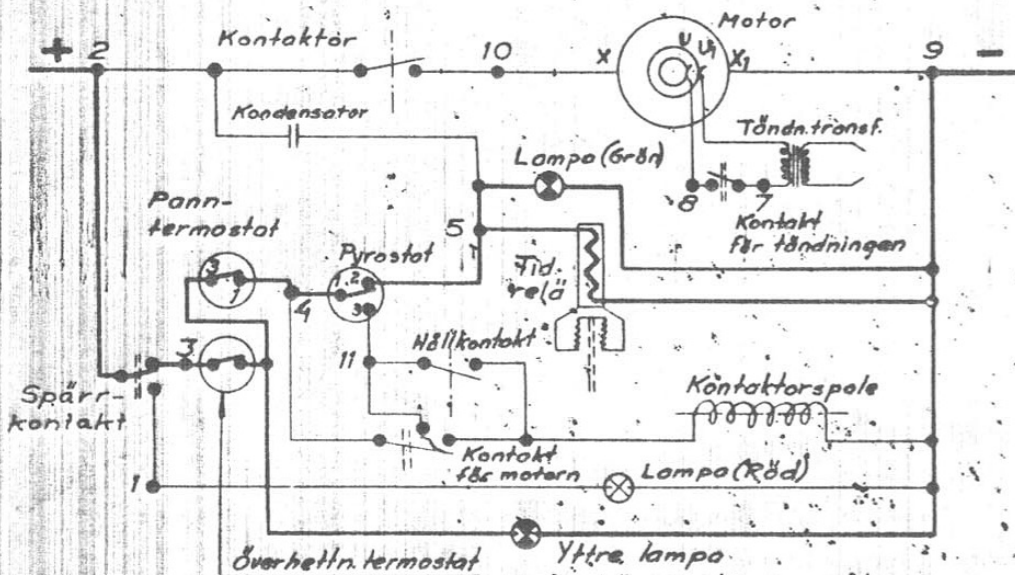 + 2
Kontaktor
10
X
Motor
U
U1
X1
9 -
Kondensator
Lampa (Grön)
Tändn.transf.
8
7
Kontakt
för tändningen
Pann-
termostat
3
1
4
Pyrostat
1
2
3
5
Tid.
relä
11
Hållkontakt
Spärr-
kontakt
3
Kontaktorspole
Kontakt
för motorn
1
Lampa (Röd)
Yttre lampa
Överhettn.termostat